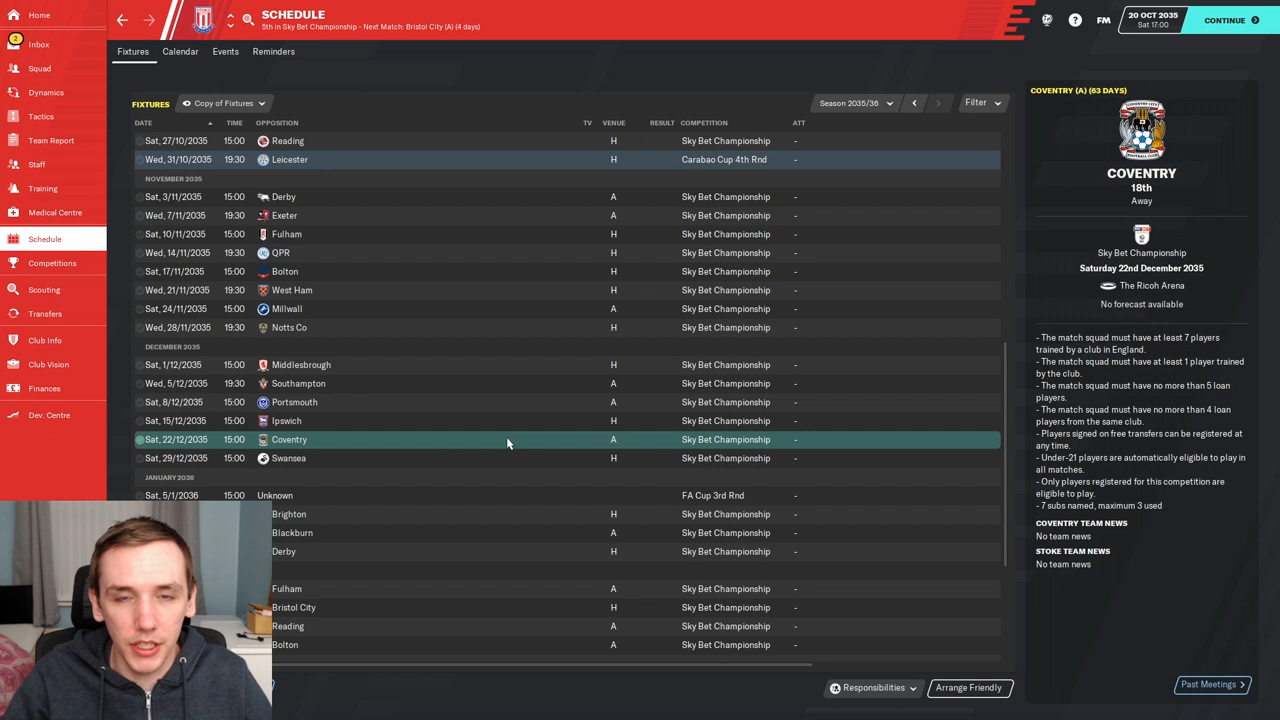 Home
2
Inbox
Squad
Dynamics
Tactics
Team Report
Staff
Training
Medical Centre
Schedule
Competitions
Scouting
Transfers
Club Info
Club Vision
Finances
Dev. Centre
SCHEDULE
5th in Sky Bet Championship - Next Match: Bristol City (A) (4 days)
FM
20 OCT 2035
Sat 17:00
CONTINUE
Fixtures Calendar Events Reminders
FIXTURES Copy of Fixtures Season 2035/36 Filter
DATE TIME OPPOSITION TV VENUE RESULT COMPETITION ATT
Sat, 27/10/2035 15:00 Reading H Sky Bet Championship -
Wed, 31/10/2035 19:30 Leicester H Carabao Cup 4th Rnd -
NOVEMBER 2035
Sat, 3/11/2035 15:00 Derby A Sky Bet Championship -
Wed, 7/11/2035 19:30 Exeter A Sky Bet Championship -
Sat, 10/11/2035 15:00 Fulham H Sky Bet Championship -
Wed, 14/11/2035 19:30 QPR H Sky Bet Championship -
Sat, 17/11/2035 15:00 Bolton H Sky Bet Championship -
Wed, 21/11/2035 19:30 West Ham H Sky Bet Championship -
Sat, 24/11/2035 15:00 Millwall A Sky Bet Championship -
Wed, 28/11/2035 19:30 Notts Co H Sky Bet Championship -
DECEMBER 2035
Sat, 1/12/2035 15:00 Middlesbrough H Sky Bet Championship -
Wed, 5/12/2035 19:30 Southampton A Sky Bet Championship -
Sat, 8/12/2035 15:00 Portsmouth A Sky Bet Championship -
Sat, 15/12/2035 15:00 Ipswich H Sky Bet Championship -
Sat, 22/12/2035 15:00 Coventry A Sky Bet Championship -
Sat, 29/12/2035 15:00 Swansea H Sky Bet Championship -
JANUARY 2036
Sat, 5/1/2036 15:00 Unknown FA Cup 3rd Rnd -
Brighton H Sky Bet Championship -
Blackburn A Sky Bet Championship -
Derby H Sky Bet Championship -
Fulham A Sky Bet Championship -
Bristol City H Sky Bet Championship -
Reading A Sky Bet Championship -
Bolton A Sky Bet Championship -
Responsibilities Arrange Friendly
COVENTRY (A) (63 DAYS)
COVENTRY
18th
Away
Sky Bet Championship
Saturday 22nd December 2035
The Ricoh Arena
No forecast available
- The match squad must have at least 7 players
trained by a club in England.
- The match squad must have at least 1 player trained
by the club.
- The match squad must have no more than 5 loan
players.
- The match squad must have no more than 4 loan
players from the same club.
- Players signed on free transfers can be registered at
any time.
- Under-21 players are automatically eligible to play in
all matches.
- Only players registered for this competition are
eligible to play.
- 7 subs named, maximum 3 used
COVENTRY TEAM NEWS
No team news
STOKE TEAM NEWS
No team news
Past Meetings